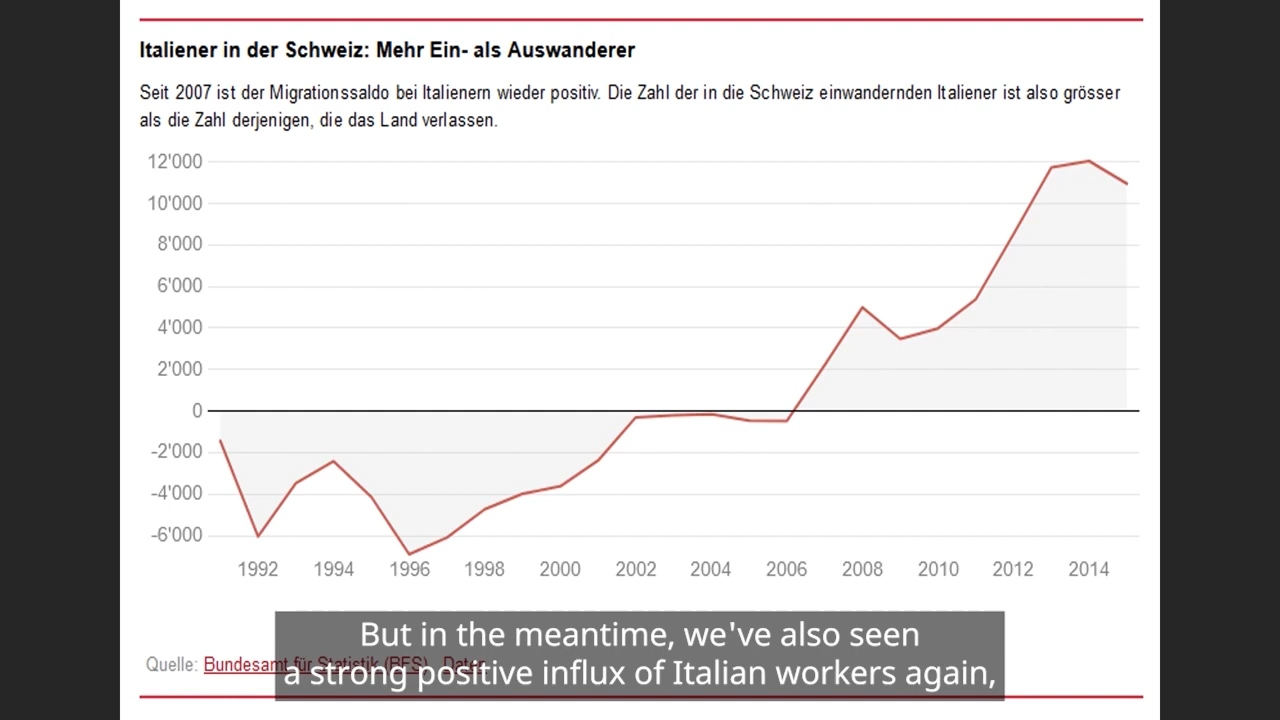 Italiener in der Schweiz: Mehr Ein- als Auswanderer
Seit 2007 ist der Migrationssaldo bei Italienern wieder positiv. Die Zahl der in die Schweiz einwandernden Italiener ist also grösser
als die Zahl derjenigen, die das Land verlassen.
12'000
10'000
8'000
6'000
4'000
2'000
0
-2'000
-4'000
-6'000
1992 1994 1996 1998 2000 2002 2004 2006 2008 2010 2012 2014
But in the meantime, we've also seen
Quelle: Bundesamt für Statistik (BFS)
a strong positive influx of Italian workers again,